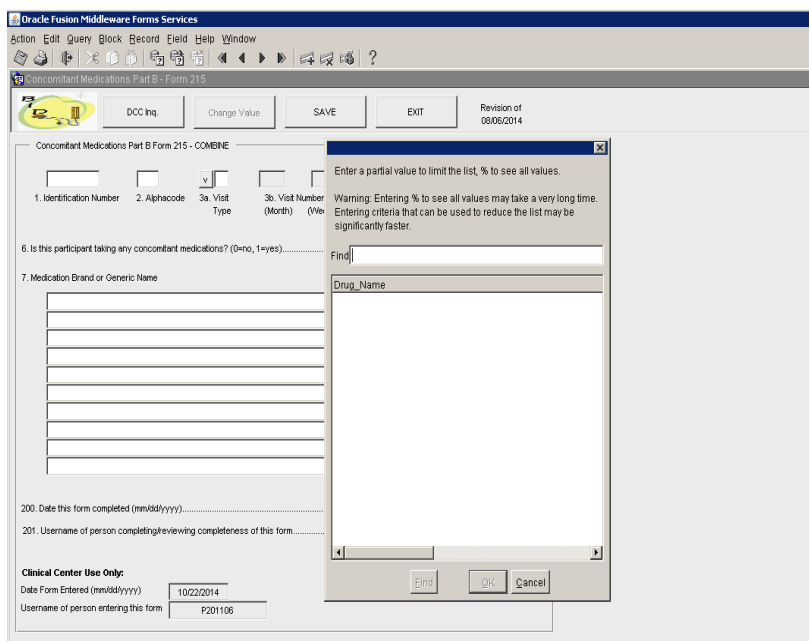 Oracle Fusion Middleware Forms Services
Action Edit Query Block Record Field Help Window
Concomitant Medications Part B - Form 215
DCC Inq.
Change Value
SAVE
EXIT
Revision of
08/06/2014
Concomitant Medications Part B Form 215 - COMBINE
v
1. Identification Number
2. Alphacode
3a. Visit
Type
3b. Visit Number
(Month)
6. Is this participant taking any concomitant medications? (0=no, 1=yes)
7. Medication Brand or Generic Name
200. Date this form completed (mm/dd/yyyy)
201. Username of person completing/reviewing completeness of this form
Clinical Center Use Only:
Date Form Entered (mm/dd/yyyy) 10/22/2014
Username of person entering this form P201106
Enter a partial value to limit the list, % to see all values.
Warning: Entering % to see all values may take a very long time.
Entering criteria that can be used to reduce the list may be
significantly faster.
Find
Drug_Name
Find
OK
Cancel